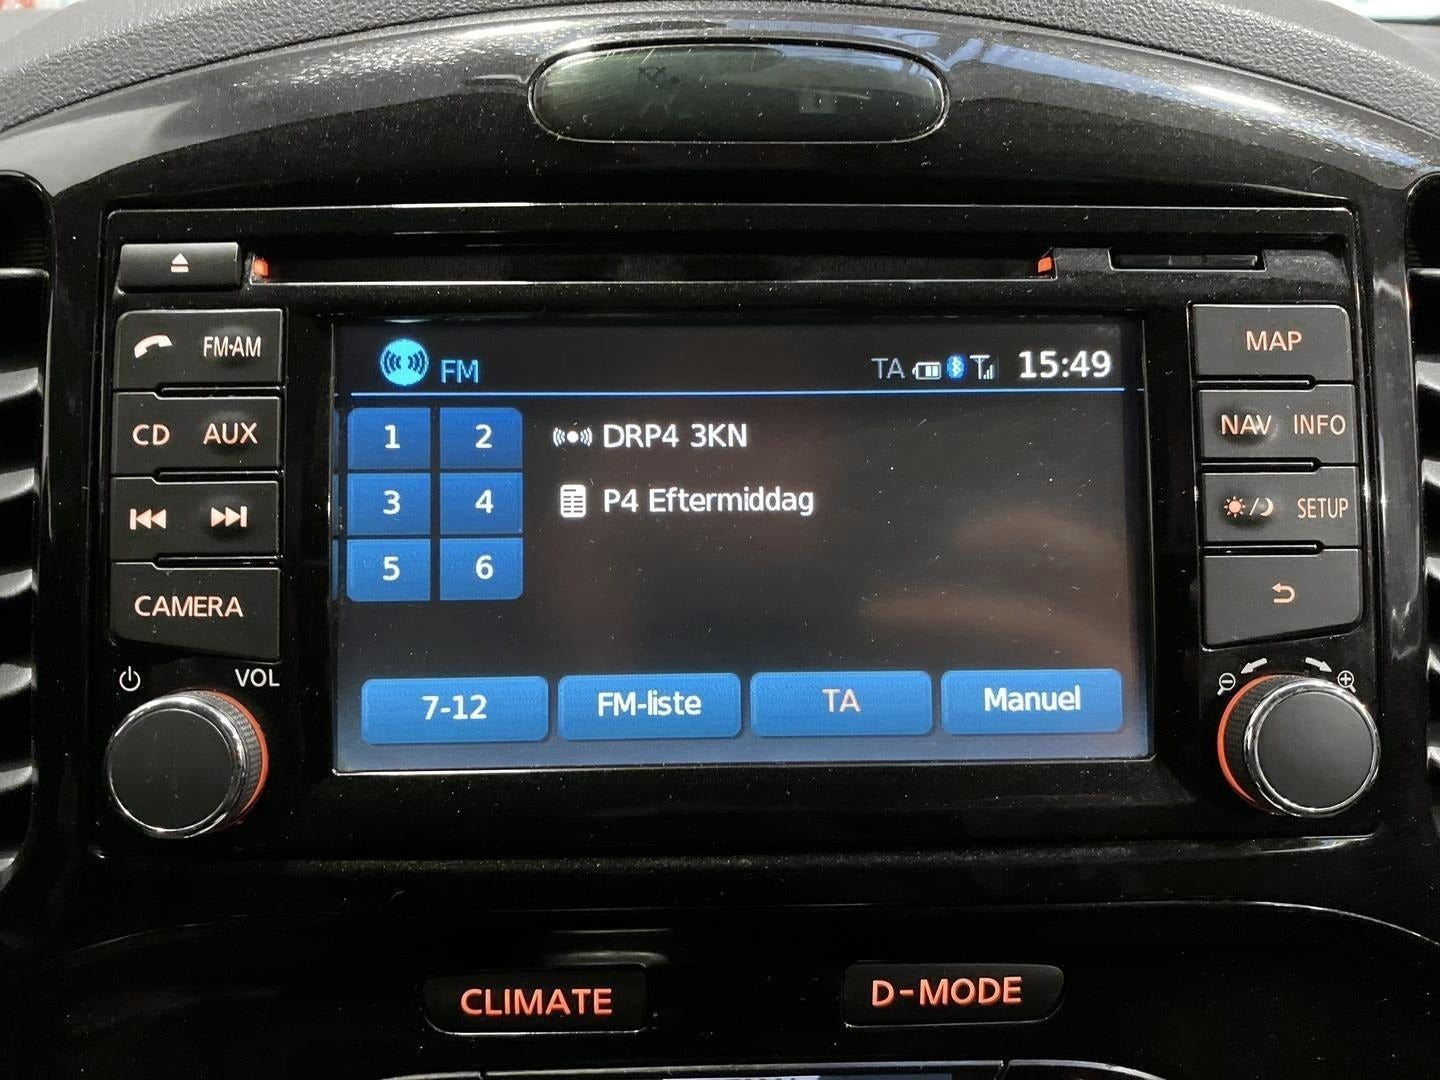 FM·AM
CD AUX
CAMERA
VOL
FM TA 15:49
1 2 DRP4 3KN
3 4 P4 Eftermiddag
5 6
7-12 FM-liste TA Manuel
MAP
NAV INFO
SETUP
CLIMATE D-MODE